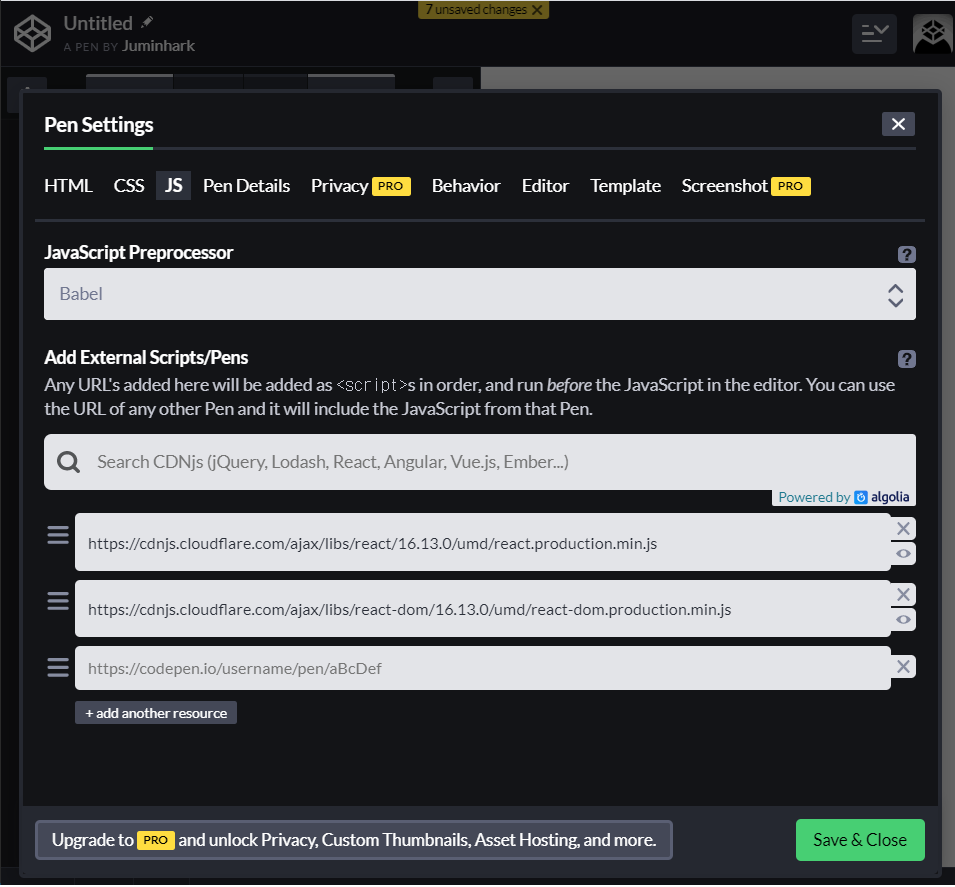 7 unsaved changes
Untitled
A PEN BY Juminhark
Pen Settings
HTML CSS JS Pen Details Privacy PRO Behavior Editor Template Screenshot PRO
JavaScript Preprocessor
?
Babel
Add External Scripts/Pens
?
Any URL's added here will be added as <script>s in order, and run before the JavaScript in the editor. You can use
the URL of any other Pen and it will include the JavaScript from that Pen.
Search CDNjs (jQuery, Lodash, React, Angular, Vue.js, Ember...)
Powered by algolia
https://cdnjs.cloudflare.com/ajax/libs/react/16.13.0/umd/react.production.min.js
https://cdnjs.cloudflare.com/ajax/libs/react-dom/16.13.0/umd/react-dom.production.min.js
https://codepen.io/username/pen/aBcDef
+ add another resource
Upgrade to PRO and unlock Privacy, Custom Thumbnails, Asset Hosting, and more.
Save & Close